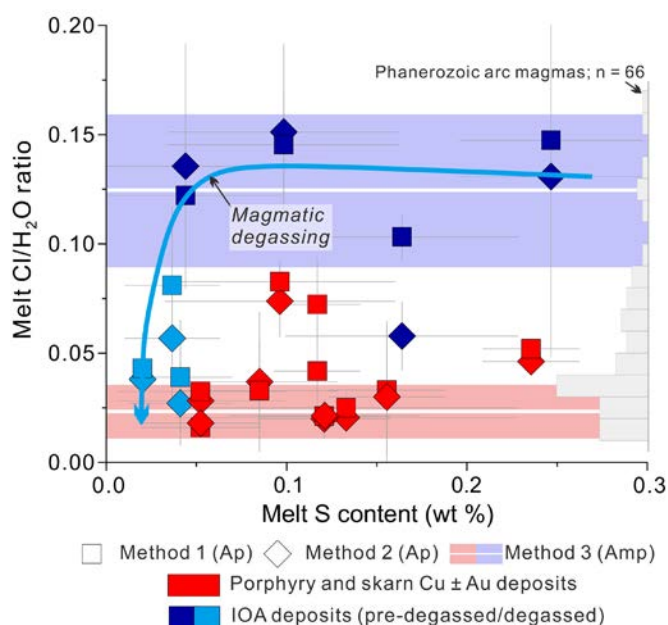 Phanerozoic arc magmas; n = 66
0.15
0.10
0.05
0.00
Melt Cl/H₂O ratio
Magmatic
degassing
0.0
0.1
0.2
0.3
Melt S content (wt %)
Method 1 (Ap)
Method 2 (Ap)
Method 3 (Amp)
Porphyry and skarn Cu ± Au deposits
IOA deposits (pre-degassed/degassed)